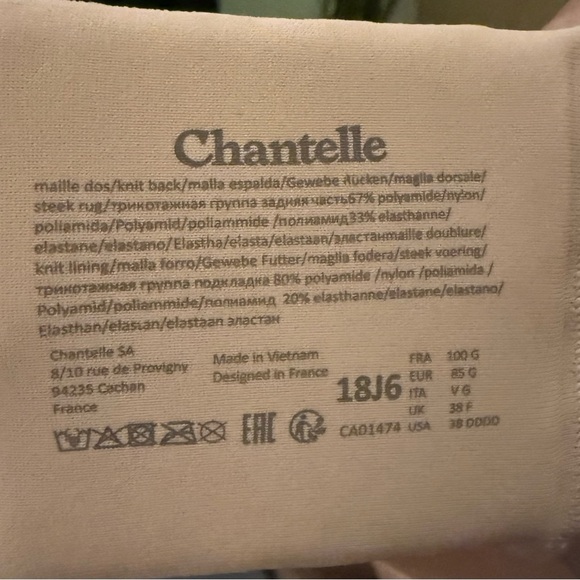 Chantelle
maille dos/knit back/malla espalda/Gewebe Rücken/maglia dorsale/
steek rug/трикотажная группа задняя часть67% polyamide/nylon/
poliamida/Polyamid/poliammide /полиамид33% elasthanne/
elastane/elastano/Elastha/elasta/elastaan/эластанmaille doublure/
knit lining/malla forro/Gewebe Futter/maglia fodera/steek voering/
трикотажная группа подкладка 80% polyamide /nylon /poliamida /
Polyamid/poliammide/полиамид 20% elasthanne/elastane/elastano/
Elasthan/elastan/elastaan эластан
Chantelle SA
8/10 rue de Provigny
94235 Cachan
France
Made in Vietnam
Designed in France
18J6
CA01474
FRA 100 G
EUR 85 G
ITA V G
UK 38 F
USA 38 DDDD
EAC